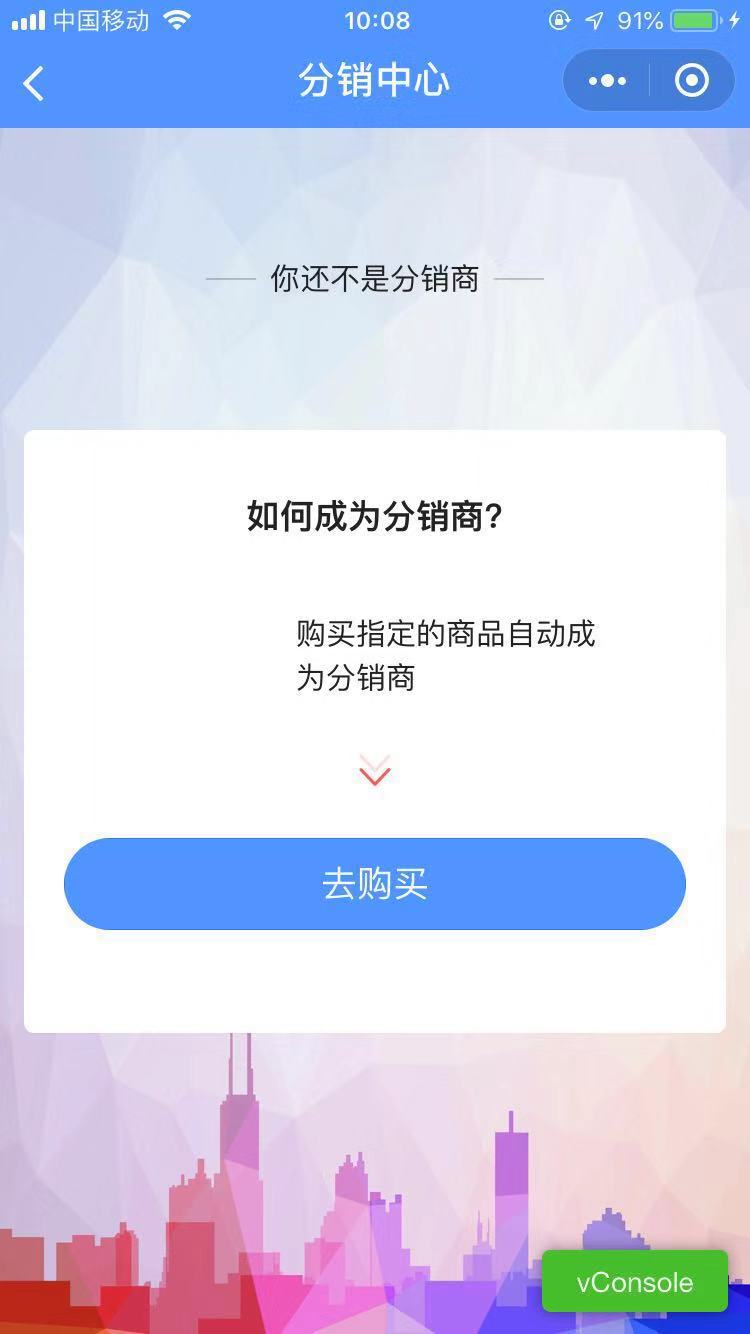 中国移动
10:08
91%
分销中心
你还不是分销商
如何成为分销商?
购买指定的商品自动成
为分销商
去购买
vConsole